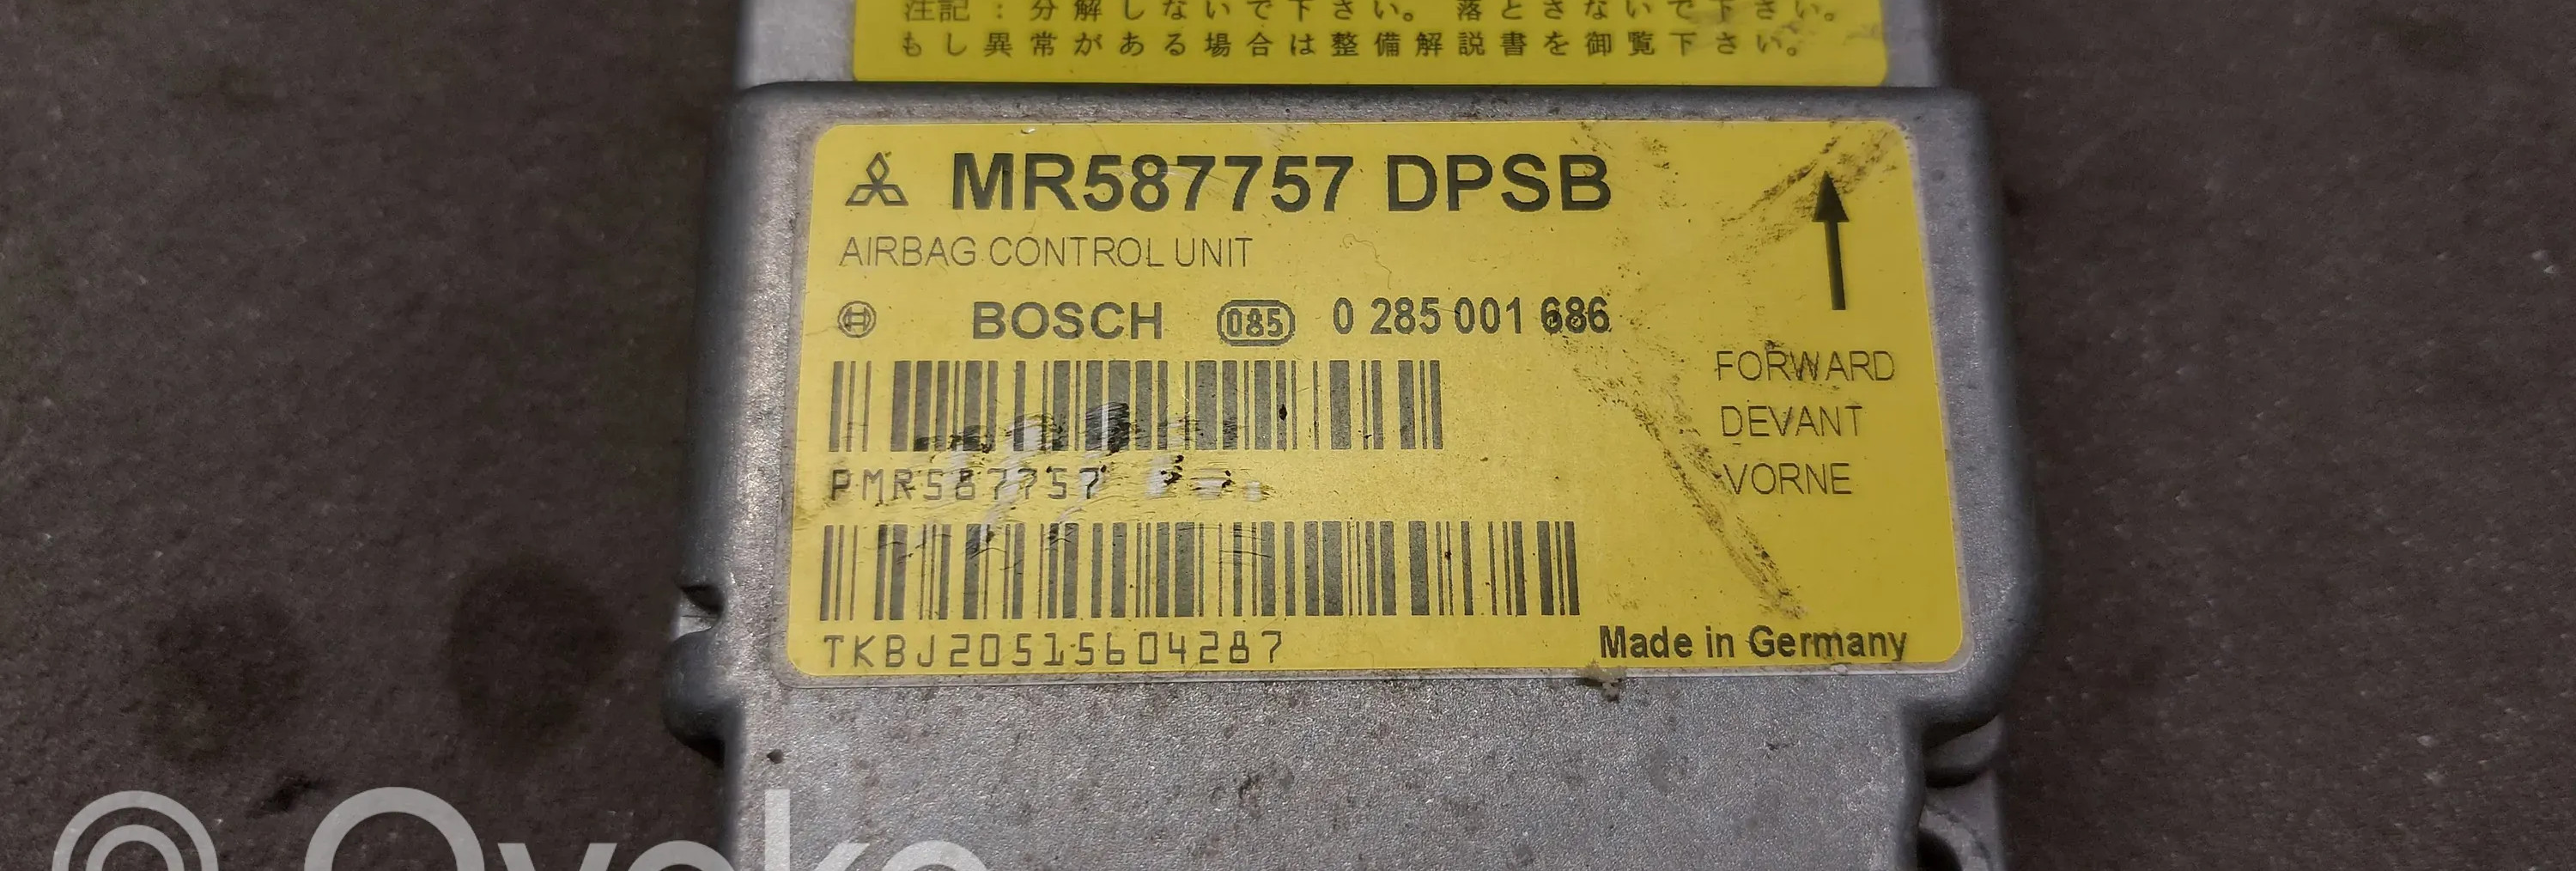 注記：分解しないで下さい。 落とさないで下さい。
もし異常がある場合は整備解説書を御覧下さい。
MR587757 DPSB
AIRBAG CONTROL UNIT
BOSCH 085 0 285 001 686
FORWARD
DEVANT
PMR587757
VORNE
TKBJ20515604287
Made in Germany